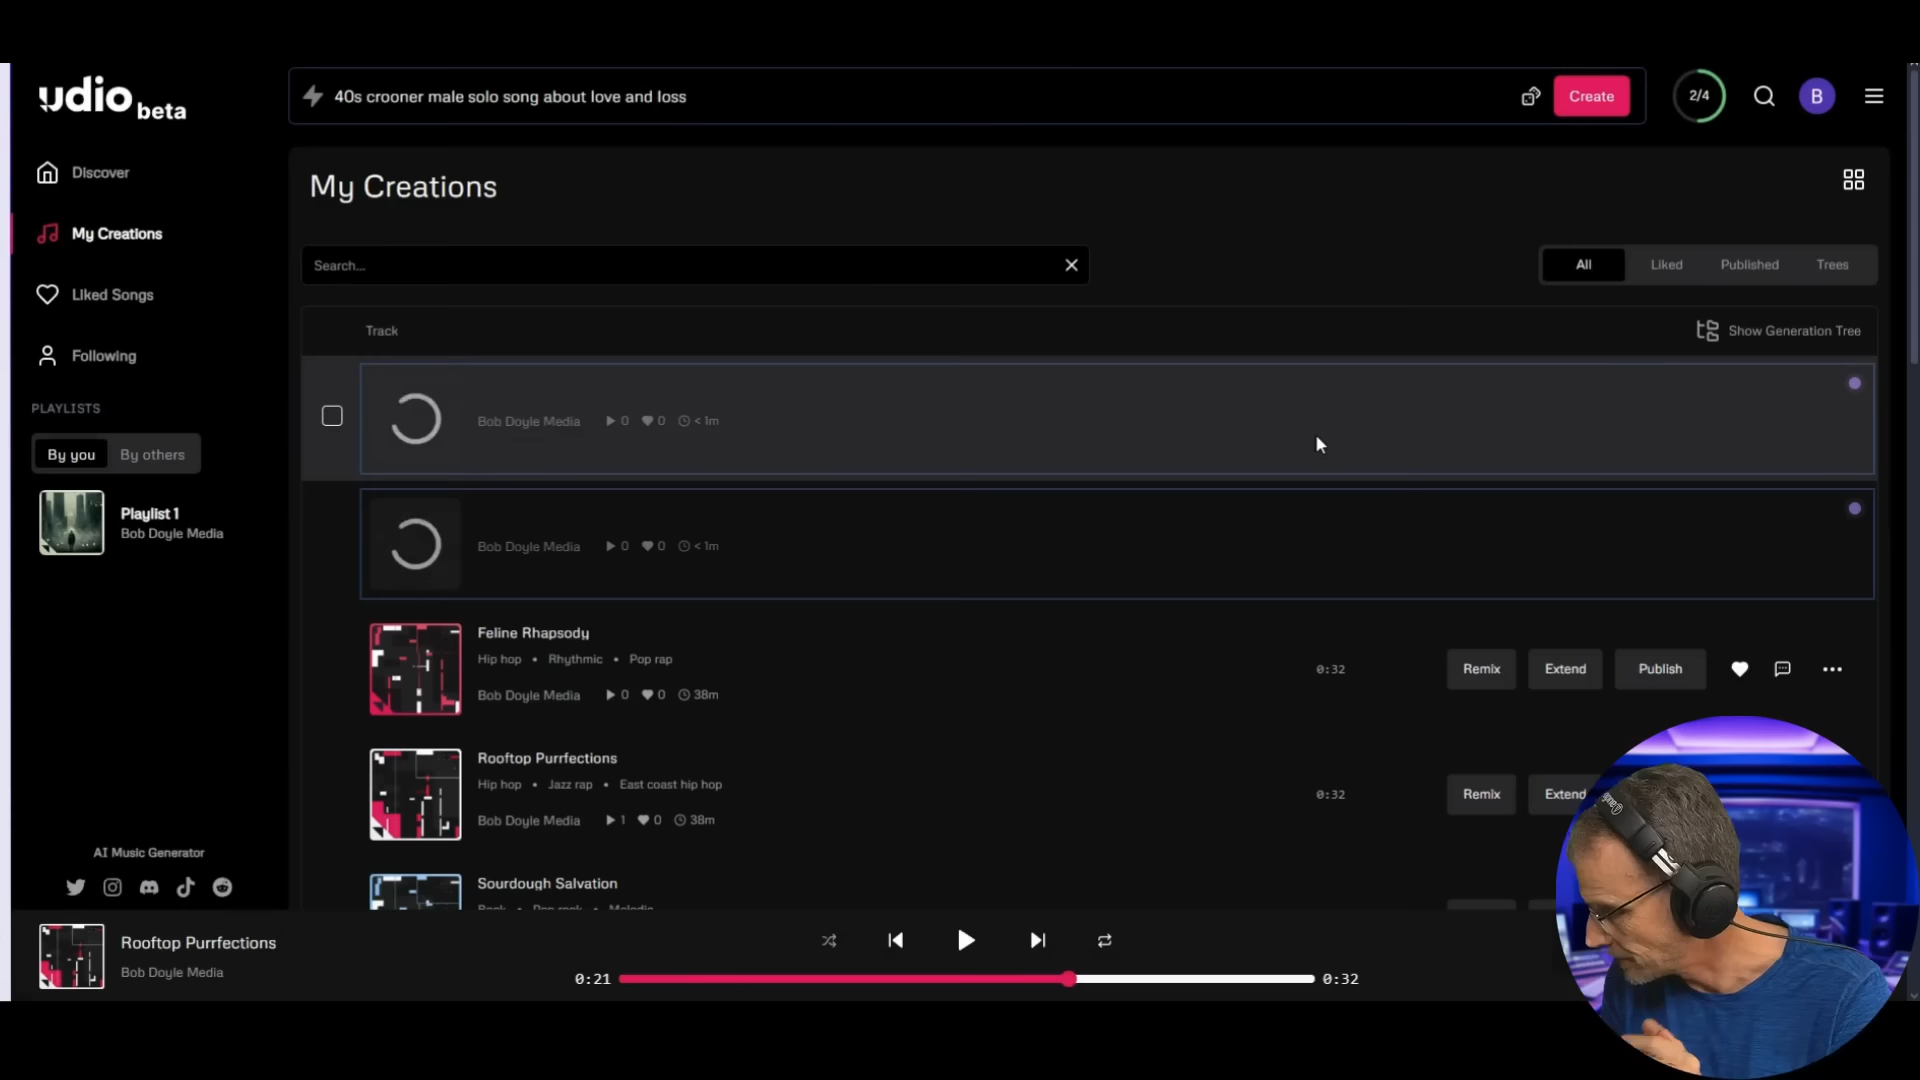 udio beta
40s crooner male solo song about love and loss
Create
2/4
B
Discover
My Creations
Liked Songs
Following
PLAYLISTS
By you
By others
Playlist 1
Bob Doyle Media
My Creations
Search...
All
Liked
Published
Trees
Track
Show Generation Tree
Bob Doyle Media 0 0 < 1m
Bob Doyle Media 0 0 < 1m
Feline Rhapsody
Hip hop • Rhythmic • Pop rap
Bob Doyle Media 0 0 38m
0:32
Remix
Extend
Publish
Rooftop Purrfections
Hip hop • Jazz rap • East coast hip hop
Bob Doyle Media 1 0 38m
0:32
Remix
Extend
Sourdough Salvation
AI Music Generator
Rooftop Purrfections
Bob Doyle Media
0:21
0:32